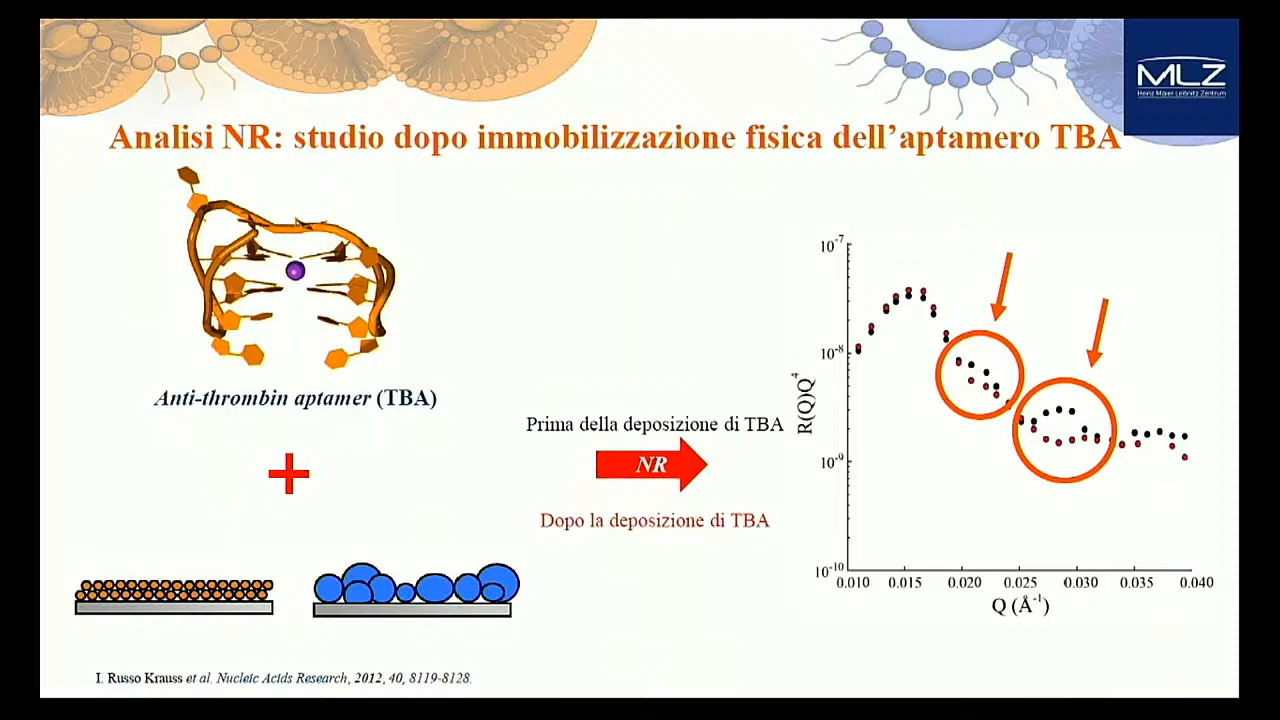 MLZ
Heinz Maier-Leibnitz Zentrum
Analisi NR: studio dopo immobilizzazione fisica dell’aptamero TBA
Anti-thrombin aptamer (TBA)
Prima della deposizione di TBA
NR
Dopo la deposizione di TBA
R(Q)Q⁴
10⁻⁷
10⁻⁸
10⁻⁹
10⁻¹⁰
0.010 0.015 0.020 0.025 0.030 0.035 0.040
Q (Å⁻¹)
I. Russo Krauss et al. Nucleic Acids Research, 2012, 40, 8119-8128.